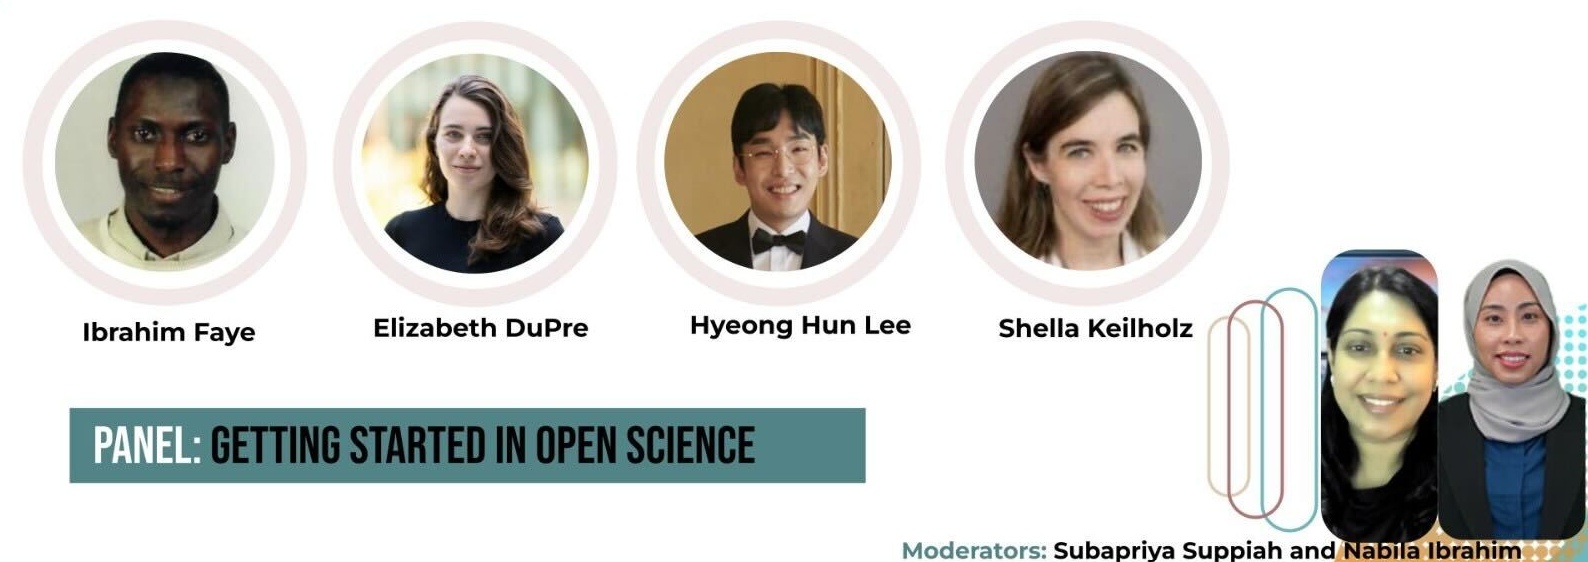 Ibrahim Faye
Elizabeth DuPre
Hyeong Hun Lee
Shella Keilholz
PANEL: GETTING STARTED IN OPEN SCIENCE
Moderators: Subapriya Suppiah and Nabila Ibrahim